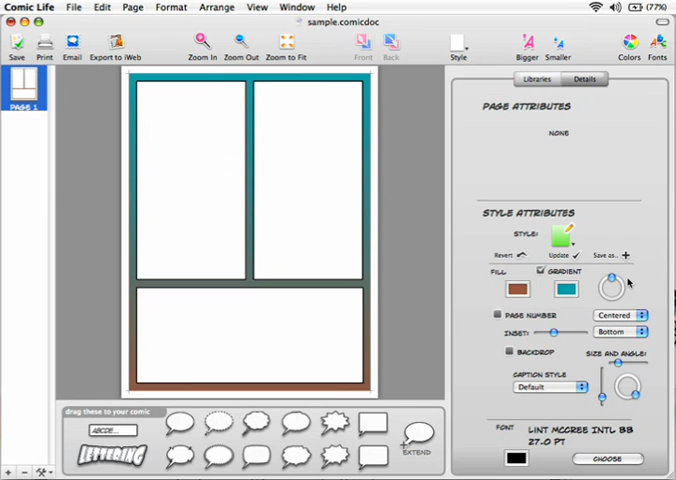 Comic Life File Edit Page Format Arrange View Window Help (77%)
sample.comicdoc
Save Print Email Export to iWeb Zoom In Zoom Out Zoom to Fit Front Back Style Bigger Smaller Colors Fonts
Libraries Details
PAGE 1
PAGE ATTRIBUTES
NONE
STYLE ATTRIBUTES
STYLE:
Revert Update Save as..
FILL GRADIENT
PAGE NUMBER Centered
INSET: Bottom
BACKDROP SIZE AND ANGLE:
CAPTION STYLE
Default
drag these to your comic
ABCDE...
LETTERING
EXTEND
FONT LINT MCCREE INTL BB
27.0 PT
CHOOSE